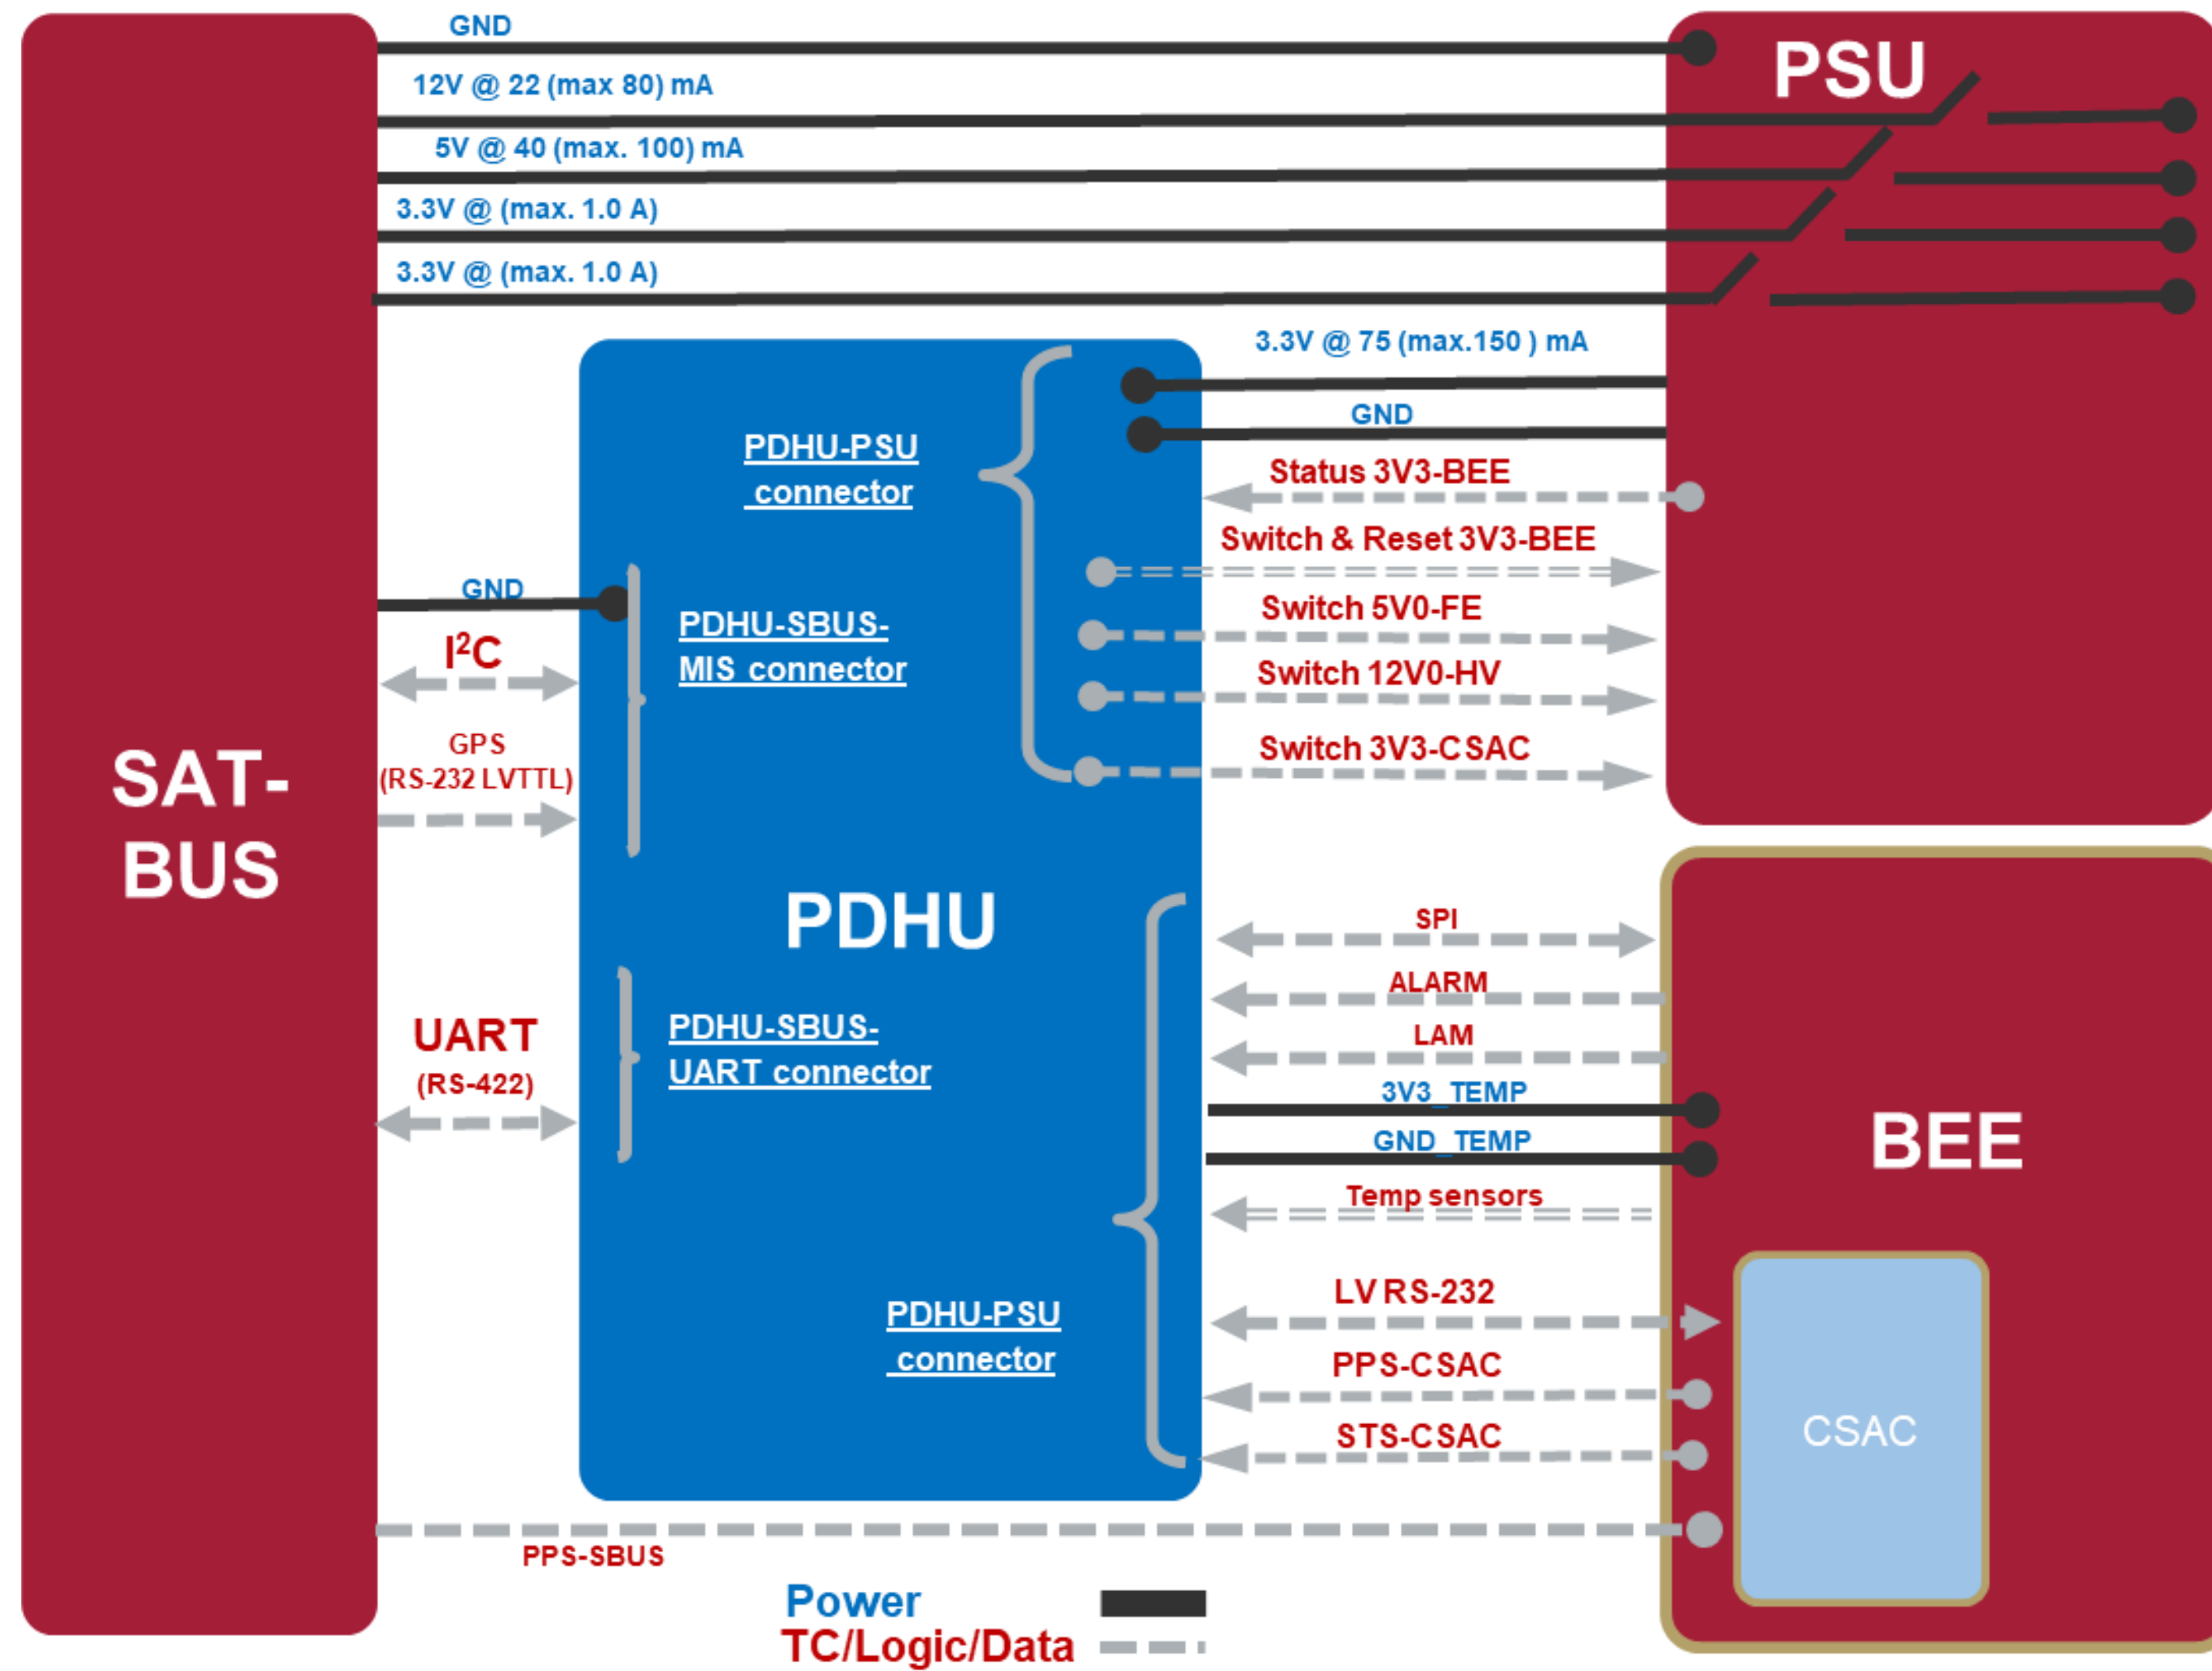 GND
PSU
12V @ 22 (max 80) mA
5V @ 40 (max. 100) mA
3.3V @ (max. 1.0 A)
3.3V @ (max. 1.0 A)
3.3V @ 75 (max.150 ) mA
GND
PDHU-PSU
connector
Status 3V3-BEE
Switch & Reset 3V3-BEE
GND
Switch 5V0-FE
PDHU-SBUS-
MIS connector
I²C
Switch 12V0-HV
GPS
(RS-232 LVTTL)
Switch 3V3-CSAC
SAT-
BUS
PDHU
SPI
ALARM
LAM
UART
(RS-422)
PDHU-SBUS-
UART connector
3V3_TEMP
GND_TEMP
BEE
Temp sensors
LV RS-232
PDHU-PSU
connector
PPS-CSAC
STS-CSAC
CSAC
PPS-SBUS
Power
TC/Logic/Data